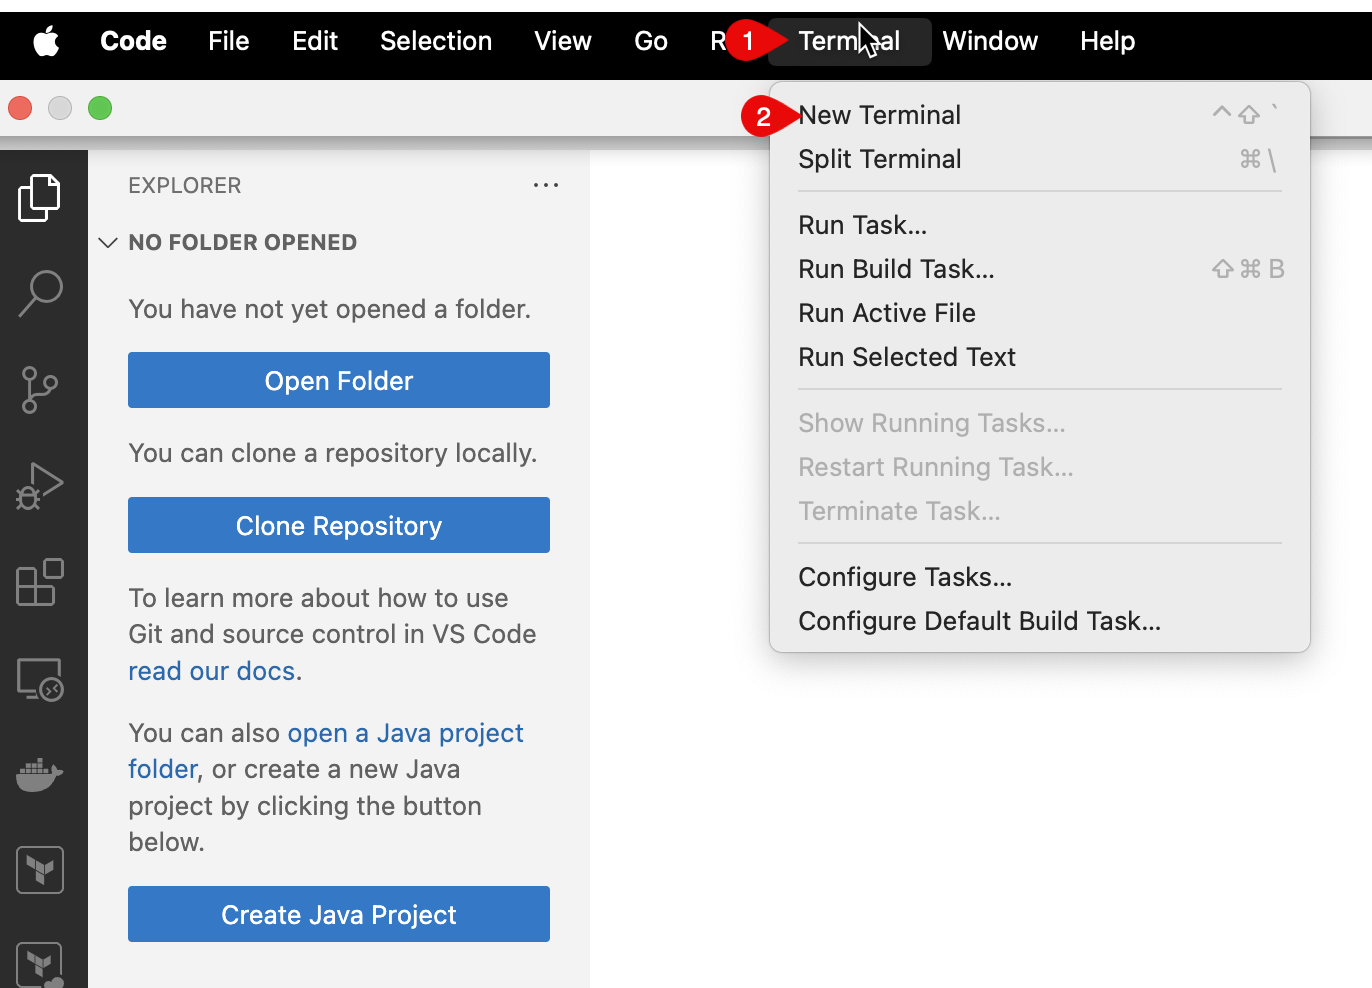 Code File Edit Selection View Go R 1 Terminal Window Help
2 New Terminal ^⇧`
Split Terminal ⌘\
Run Task...
Run Build Task... ⇧⌘B
Run Active File
Run Selected Text
Show Running Tasks...
Restart Running Task...
Terminate Task...
Configure Tasks...
Configure Default Build Task...
EXPLORER ...
NO FOLDER OPENED
You have not yet opened a folder.
Open Folder
You can clone a repository locally.
Clone Repository
To learn more about how to use
Git and source control in VS Code
read our docs.
You can also open a Java project
folder, or create a new Java
project by clicking the button
below.
Create Java Project